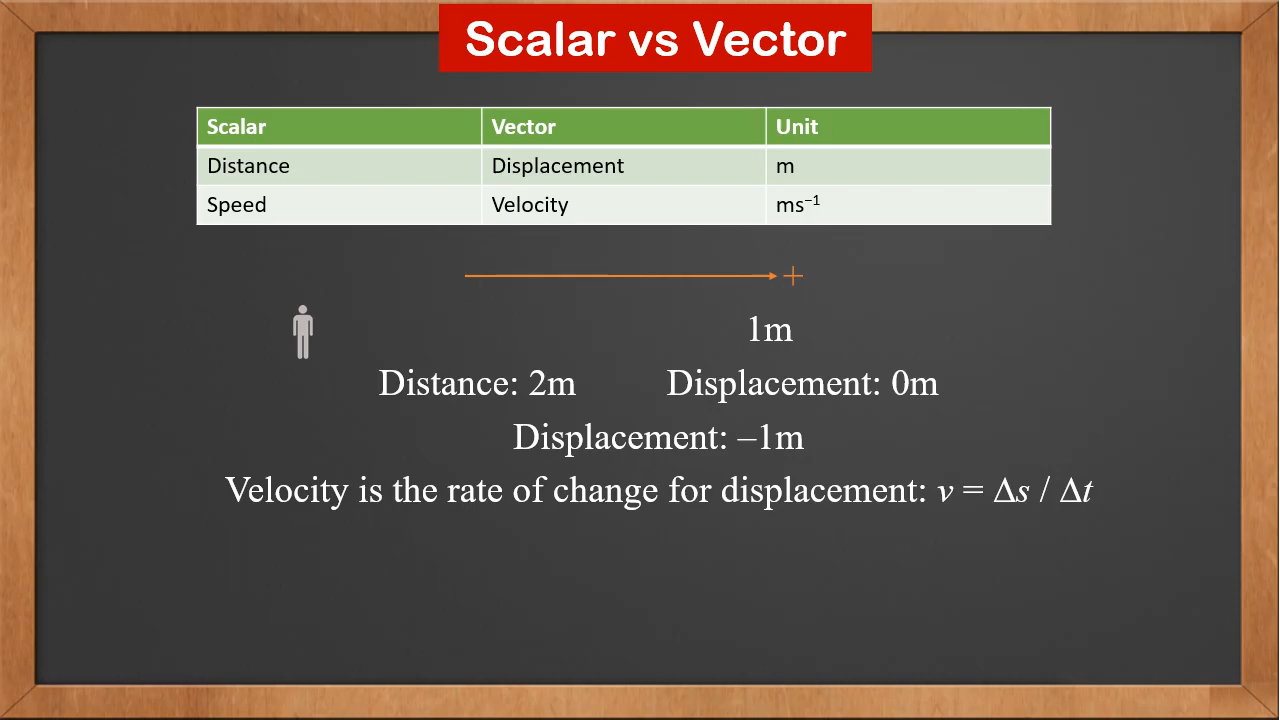 Scalar vs Vector
Scalar Vector Unit
Distance Displacement m
Speed Velocity ms⁻¹
+
1m
Distance: 2m Displacement: 0m
Displacement: –1m
Velocity is the rate of change for displacement: v = Δs / Δt